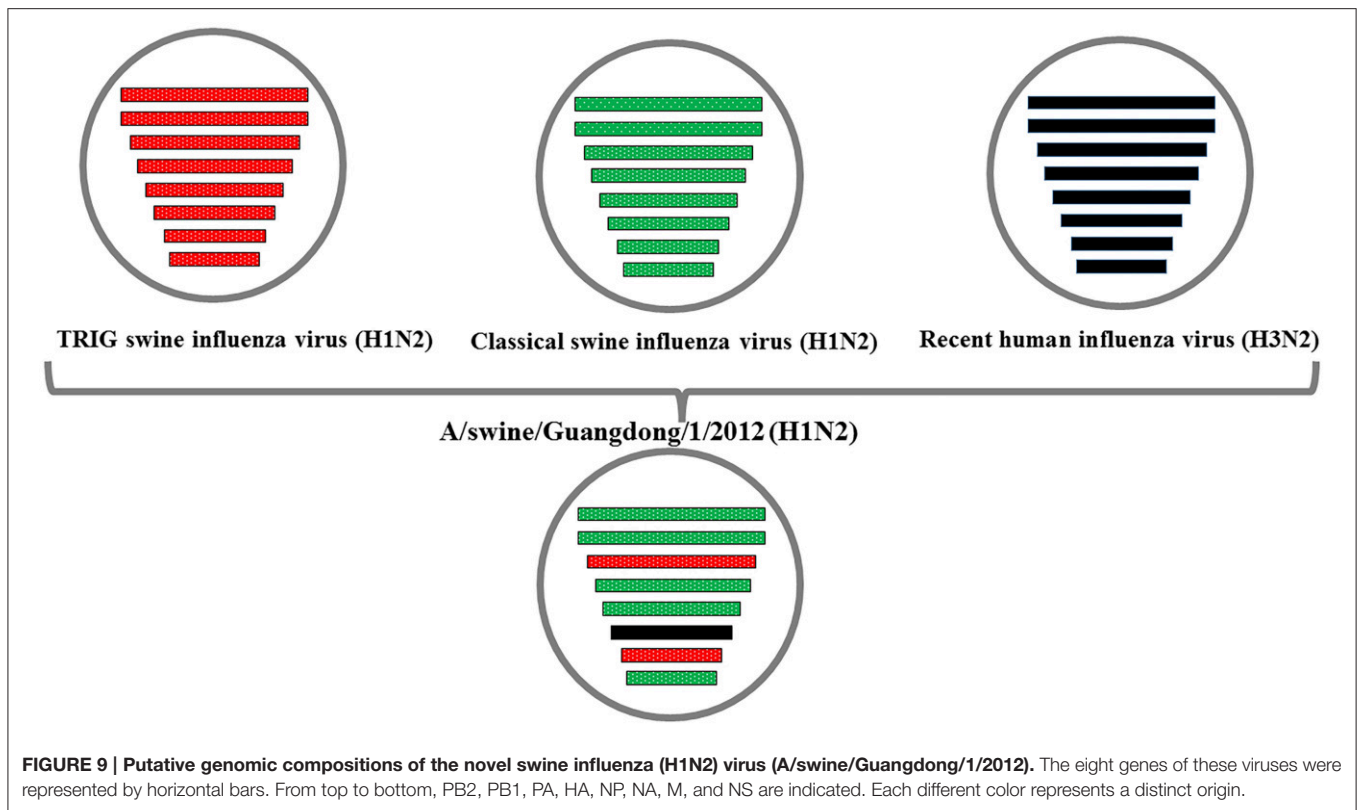 TRIG swine influenza virus (H1N2)
Classical swine influenza virus (H1N2)
Recent human influenza virus (H3N2)
A/swine/Guangdong/1/2012 (H1N2)
FIGURE 9 | Putative genomic compositions of the novel swine influenza (H1N2) virus (A/swine/Guangdong/1/2012). The eight genes of these viruses were
represented by horizontal bars. From top to bottom, PB2, PB1, PA, HA, NP, NA, M, and NS are indicated. Each different color represents a distinct origin.